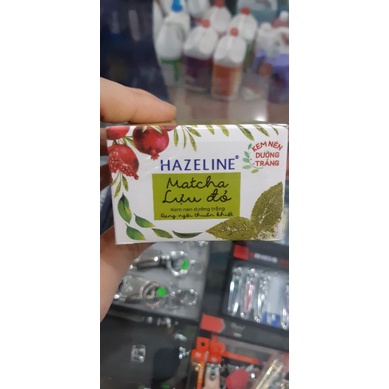 HAZELINE®
KEM NỀN
DƯỠNG
TRẮNG
Matcha
Lựu đỏ
Kem nền dưỡng trắng
Rạng ngời thuần khiết